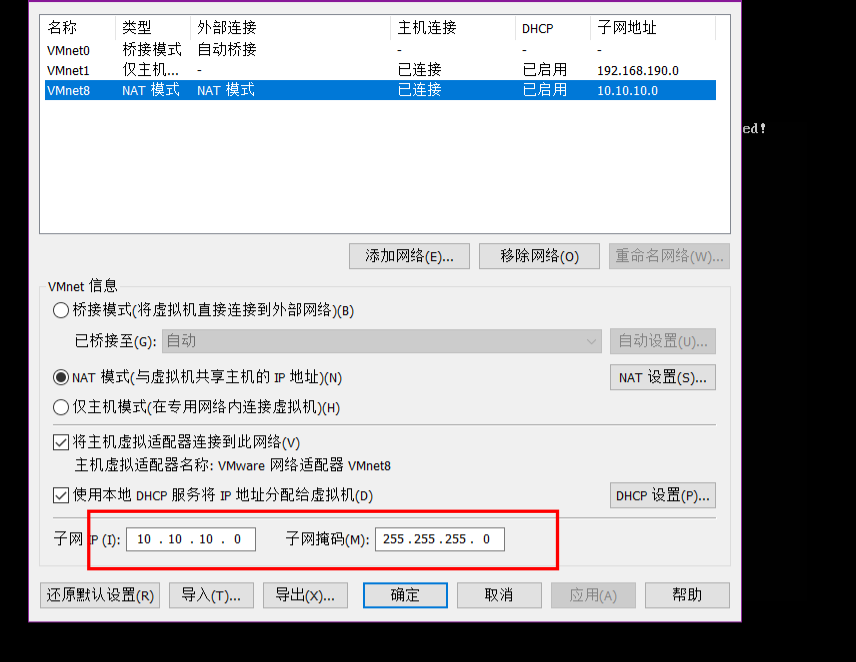 名称 类型 外部连接 主机连接 DHCP 子网地址
VMnet0 桥接模式 自动桥接 - - -
VMnet1 仅主机... - 已连接 已启用 192.168.190.0
VMnet8 NAT 模式 NAT 模式 已连接 已启用 10.10.10.0
ed!
添加网络(E)... 移除网络(O) 重命名网络(W)...
VMnet 信息
桥接模式(将虚拟机直接连接到外部网络)(B)
已桥接至(G): 自动 自动设置(U)...
NAT 模式(与虚拟机共享主机的 IP 地址)(N) NAT 设置(S)...
仅主机模式(在专用网络内连接虚拟机)(H)
将主机虚拟适配器连接到此网络(V)
主机虚拟适配器名称: VMware 网络适配器 VMnet8
使用本地 DHCP 服务将 IP 地址分配给虚拟机(D) DHCP 设置(P)...
子网 IP (I): 10 . 10 . 10 . 0 子网掩码(M): 255 . 255 . 255 . 0
还原默认设置(R) 导入(T)... 导出(X)... 确定 取消 应用(A) 帮助